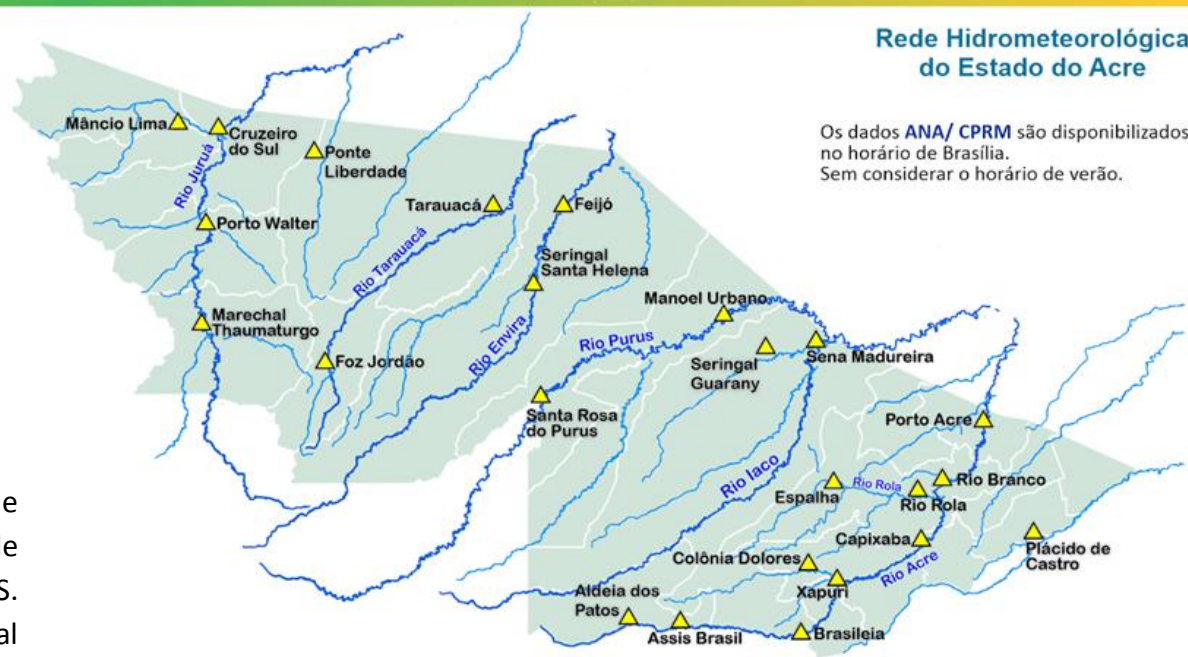 Rede Hidrometeorológica
do Estado do Acre
Os dados ANA/ CPRM são disponibilizados
no horário de Brasília.
Sem considerar o horário de verão.
Mâncio Lima
Cruzeiro
do Sul
Ponte
Liberdade
Rio Juruá
Porto Walter
Tarauacá
Feijó
Rio Tarauacá
Seringal
Santa Helena
Marechal
Thaumaturgo
Foz Jordão
Rio Envira
Manoel Urbano
Rio Purus
Seringal
Guarany
Sena Madureira
Santa Rosa
do Purus
Porto Acre
Rio Iaco
Espalha
Rio Rola
Rio Branco
Rio Rola
Capixaba
Plácido de
Castro
Colônia Dolores
Rio Acre
Xapuri
Aldeia dos
Patos
Assis Brasil
Brasileia
e
le
S.
al